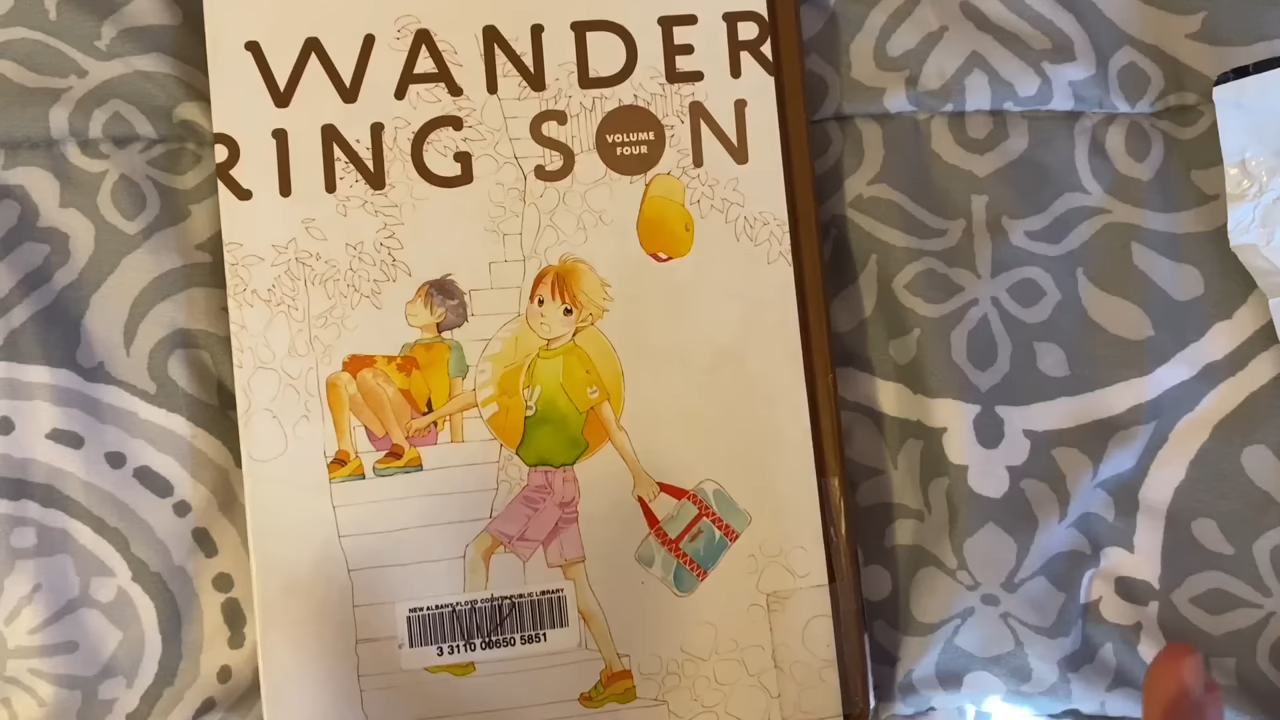 WANDER
RING SON
VOLUME
FOUR
NEW ALBANY-FLOYD COUNTY PUBLIC LIBRARY
3 3110 00650 5851